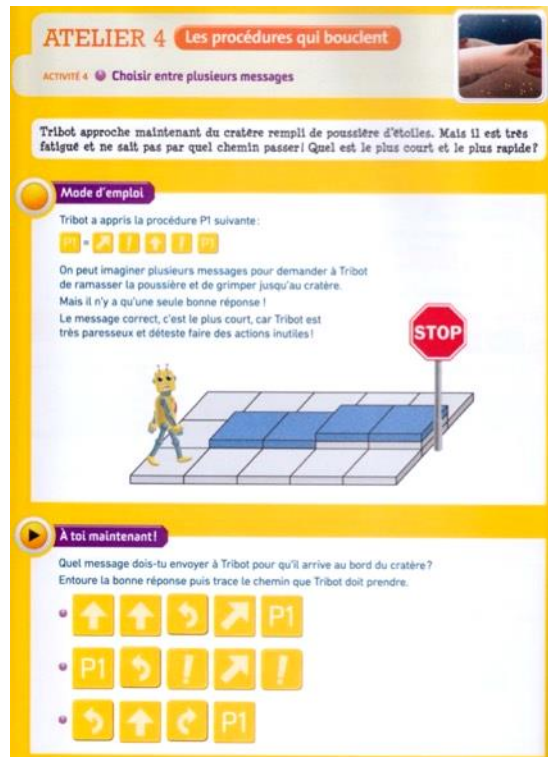 ATELIER 4 Les procédures qui bouclent
ACTIVITÉ 4 Choisir entre plusieurs messages
Tribot approche maintenant du cratère rempli de poussière d'étoiles. Mais il est très
fatigué et ne sait pas par quel chemin passer! Quel est le plus court et le plus rapide?
Mode d'emploi
Tribot a appris la procédure P1 suivante:
P1 = ! ! P1
On peut imaginer plusieurs messages pour demander à Tribot
de ramasser la poussière et de grimper jusqu'au cratère.
Mais il n'y a qu'une seule bonne réponse !
Le message correct, c'est le plus court, car Tribot est
très paresseux et déteste faire des actions inutiles!
STOP
À toi maintenant!
Quel message dois-tu envoyer à Tribot pour qu'il arrive au bord du cratère?
Entoure la bonne réponse puis trace le chemin que Tribot doit prendre.
P1
P1 ! !
P1